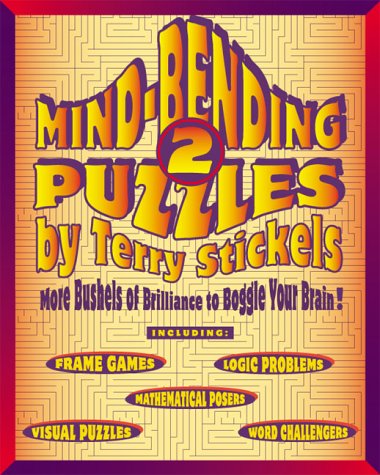 MIND-BENDING
2
PUZZLES
by Terry Stickels
More Bushels of Brilliance to Boggle Your Brain!
INCLUDING:
FRAME GAMES
LOGIC PROBLEMS
MATHEMATICAL POSERS
VISUAL PUZZLES
WORD CHALLENGERS